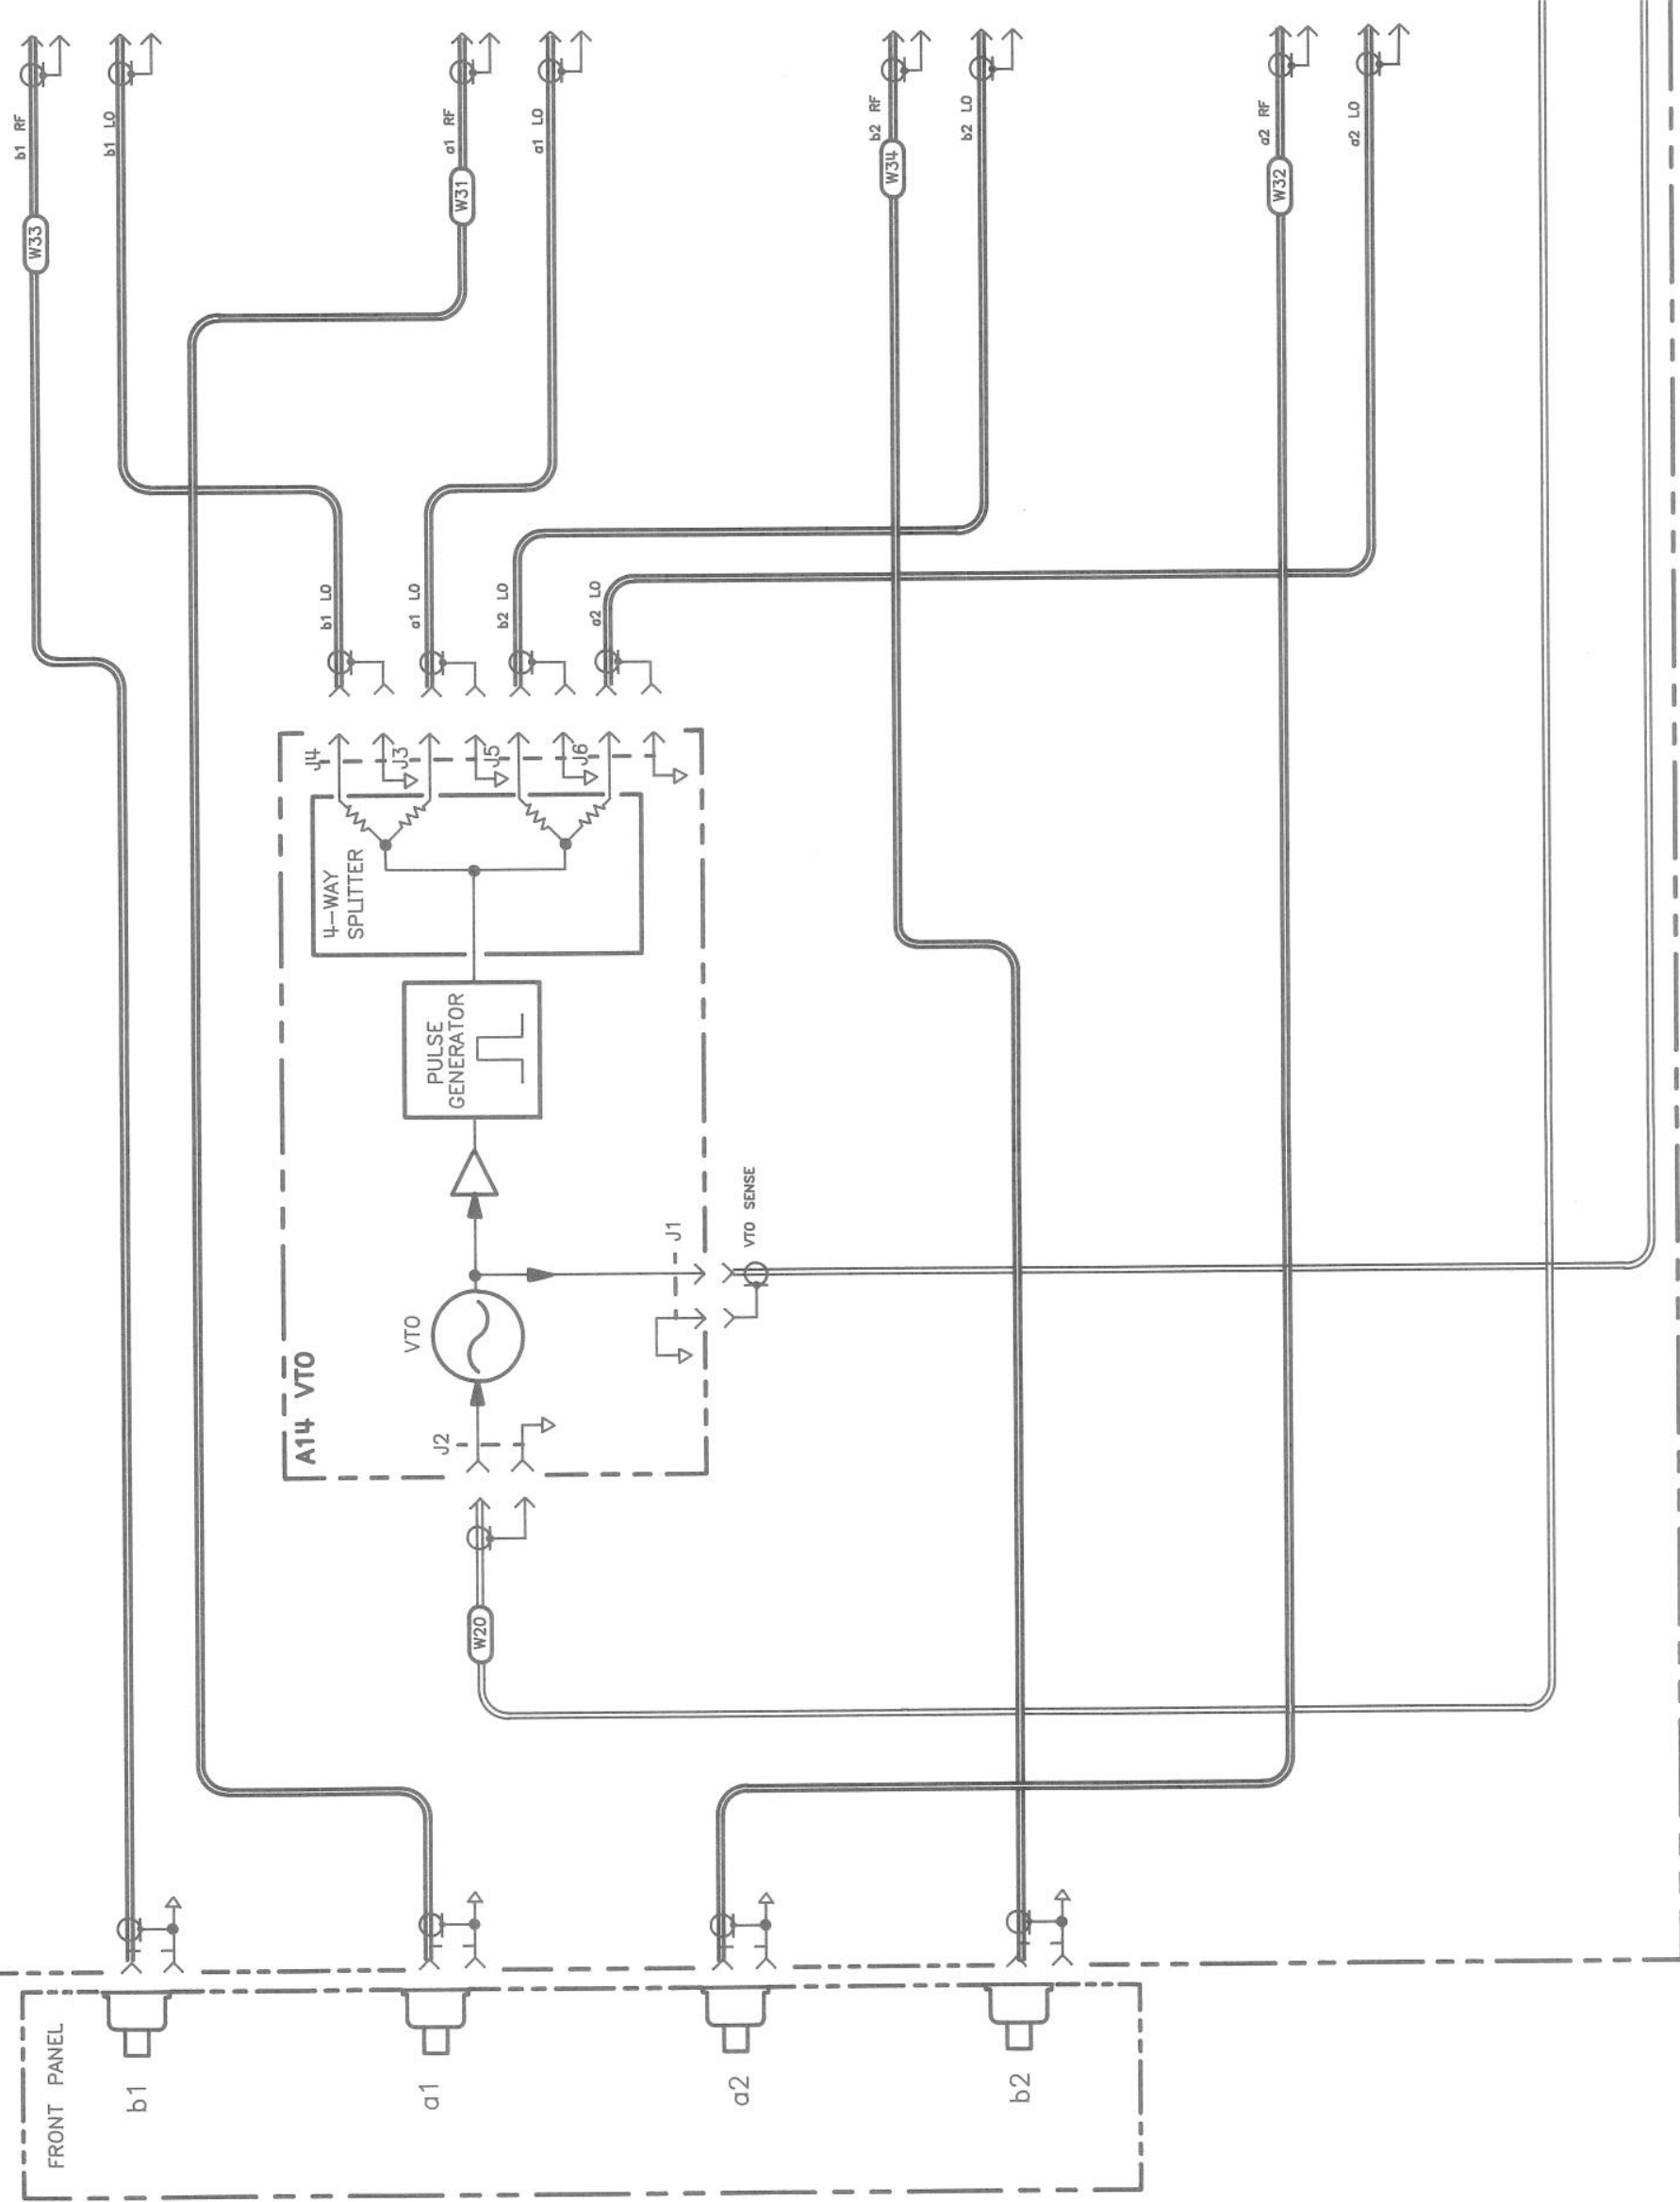 b1 RF
W33
b1 LO
a1 RF
W31
a1 LO
b2 RF
W34
b2 LO
a2 RF
W32
a2 LO
b1 LO
a1 LO
b2 LO
a2 LO
J4
J3
J5
J6
4-WAY
SPLITTER
PULSE
GENERATOR
VTO
A14 VTO
J1
VTO SENSE
J2
W20
FRONT PANEL
b1
a1
a2
b2